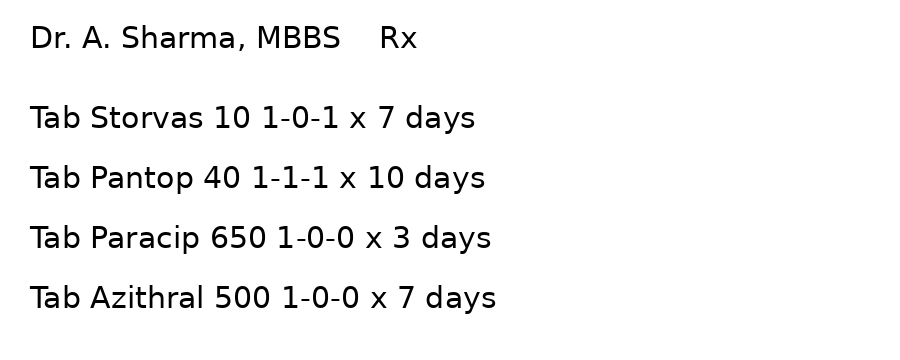 Dr. A. Sharma, MBBS    Rx
Tab Storvas 10 1-0-1 x 7 days
Tab Pantop 40 1-1-1 x 10 days
Tab Paracip 650 1-0-0 x 3 days
Tab Azithral 500 1-0-0 x 7 days